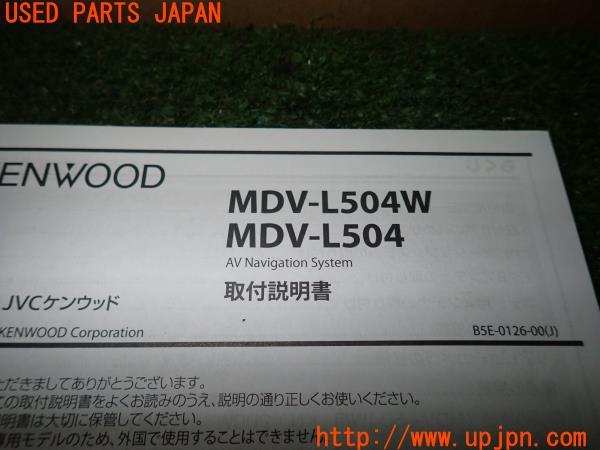 USED PARTS JAPAN
ENWOOD
MDV-L504W
MDV-L504
AV Navigation System
取付説明書
JVCケンウッド
KENWOOD Corporation
B5E-0126-00(J)
ただきましてありがとうございます。
の取付説明書をよくお読みのうえ、説明の通り正しくお使いください。
明書は大切に保管してください。
専用モデルのため、外国で使用することはできません
http://www.upjpn.com/